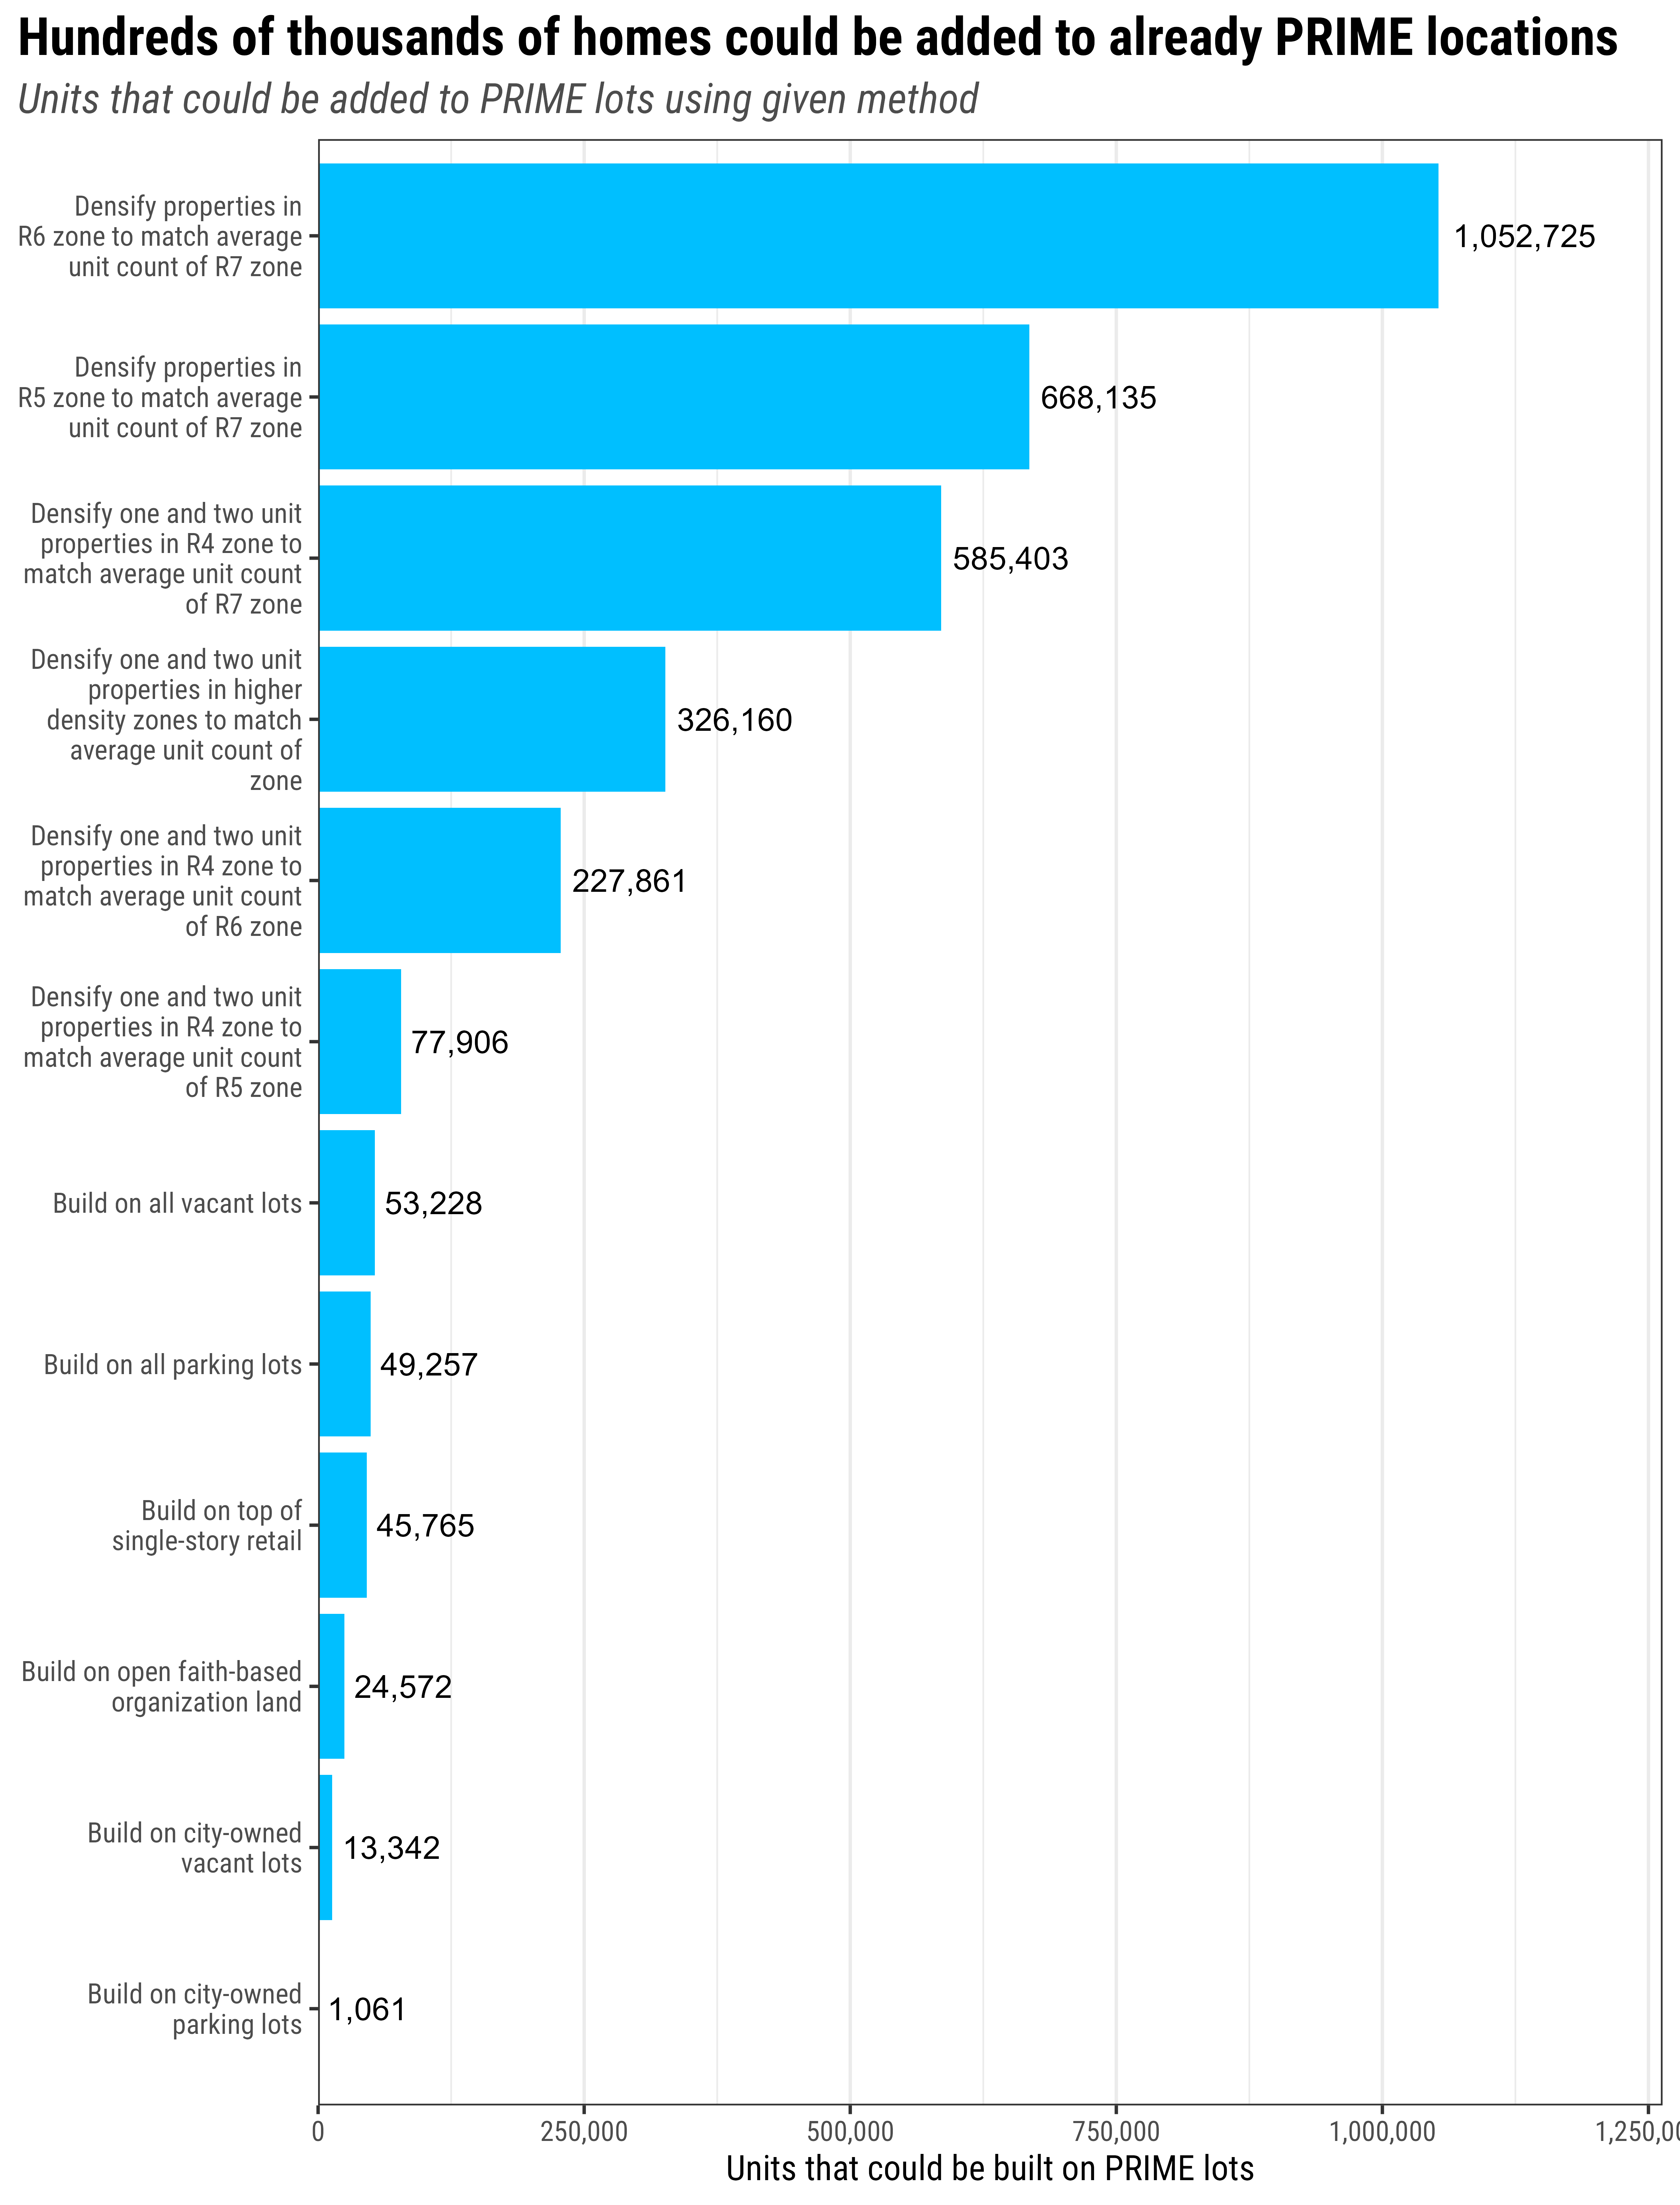 Hundreds of thousands of homes could be added to already PRIME locations
Units that could be added to PRIME lots using given method
Densify properties in
R6 zone to match average
unit count of R7 zone
1,052,725
Densify properties in
R5 zone to match average
unit count of R7 zone
668,135
Densify one and two unit
properties in R4 zone to
match average unit count
of R7 zone
585,403
Densify one and two unit
properties in higher
density zones to match
average unit count of
zone
326,160
Densify one and two unit
properties in R4 zone to
match average unit count
of R6 zone
227,861
Densify one and two unit
properties in R4 zone to
match average unit count
of R5 zone
77,906
Build on all vacant lots
53,228
Build on all parking lots
49,257
Build on top of
single-story retail
45,765
Build on open faith-based
organization land
24,572
Build on city-owned
vacant lots
13,342
Build on city-owned
parking lots
1,061
0 250,000 500,000 750,000 1,000,000
Units that could be built on PRIME lots